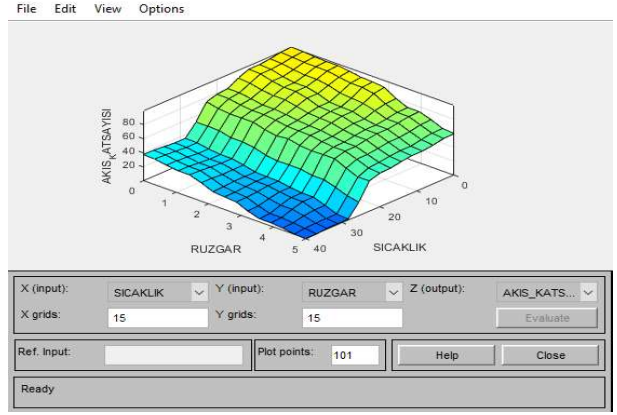 File Edit View Options
AKIS_KATSAYISI
80
60
40
20
0
1
2
3
4
5
RUZGAR
40
30
20
10
0
SICAKLIK
X (input): SICAKLIK Y (input): RUZGAR Z (output): AKIS_KATS...
X grids: 15 Y grids: 15 Evaluate
Ref. Input: Plot points: 101 Help Close
Ready